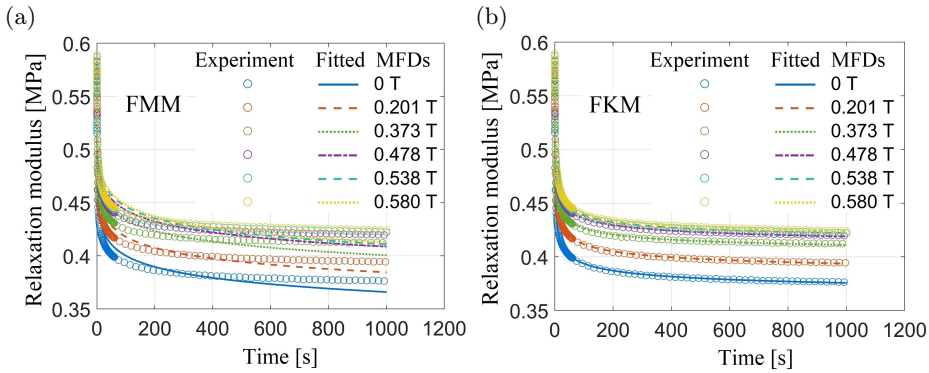 (a)
0.6
0.55
0.5
0.45
0.4
0.35
Relaxation modulus [MPa]
0 200 400 600 800 1000 1200
Time [s]
FMM
Experiment Fitted MFDs
0 T
0.201 T
0.373 T
0.478 T
0.538 T
0.580 T
(b)
0.6
0.55
0.5
0.45
0.4
0.35
Relaxation modulus [MPa]
0 200 400 600 800 1000 1200
Time [s]
FKM
Experiment Fitted MFDs
0 T
0.201 T
0.373 T
0.478 T
0.538 T
0.580 T